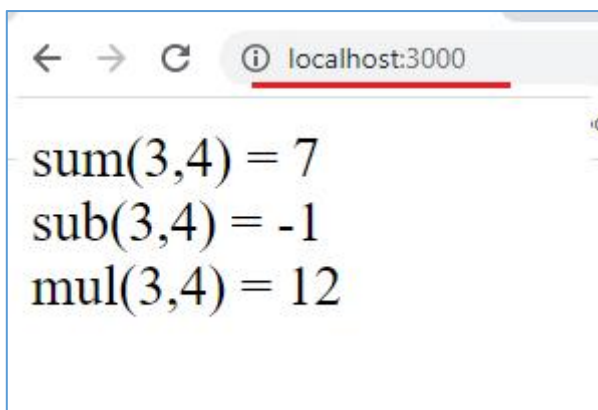 localhost:3000
sum(3,4) = 7
sub(3,4) = -1
mul(3,4) = 12